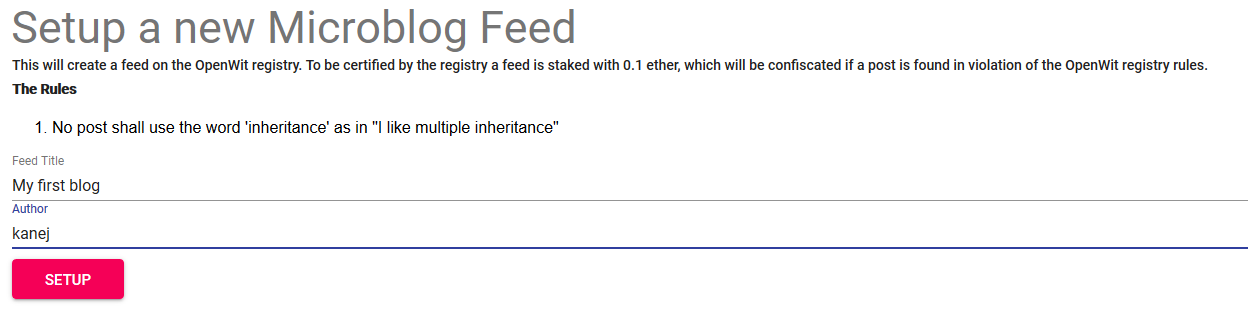 Setup a new Microblog Feed
This will create a feed on the OpenWit registry. To be certified by the registry a feed is staked with 0.1 ether, which will be confiscated if a post is found in violation of the OpenWit registry rules.
The Rules
1. No post shall use the word 'inheritance' as in "I like multiple inheritance"
Feed Title
My first blog
Author
kanej
SETUP